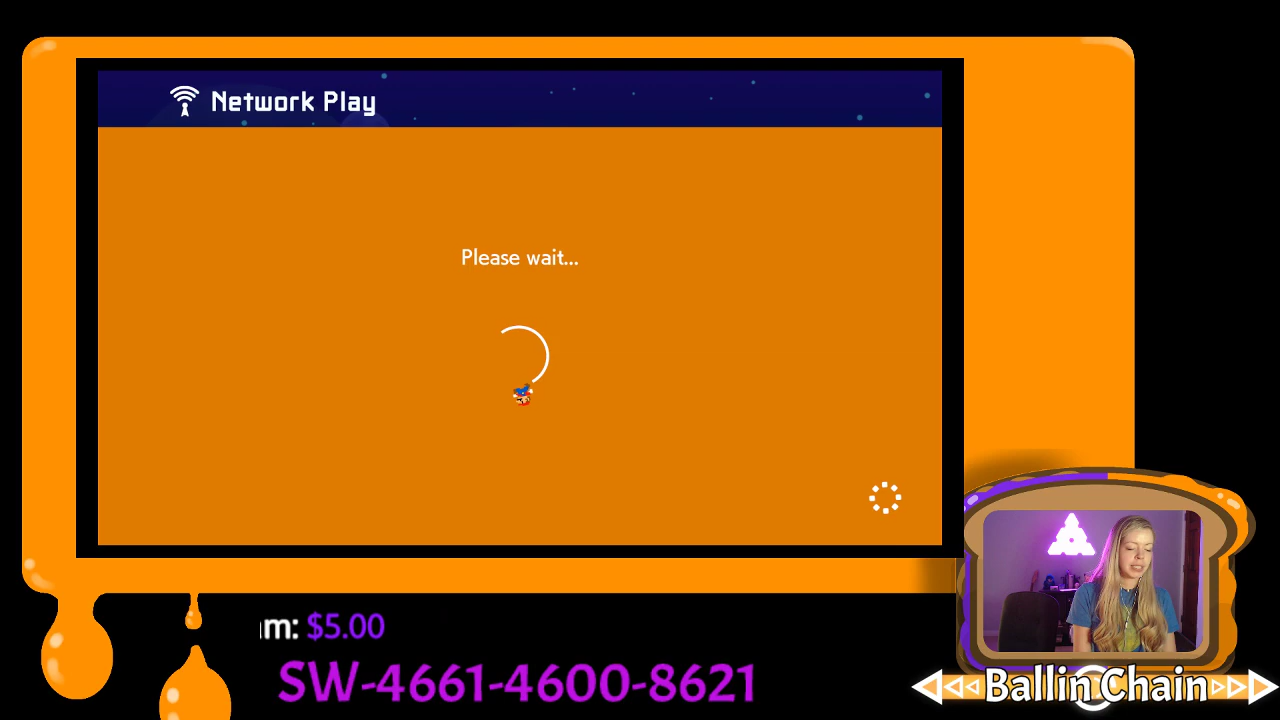 Network Play
Please wait...
m: $5.00
SW-4661-4600-8621
Ballin Chain